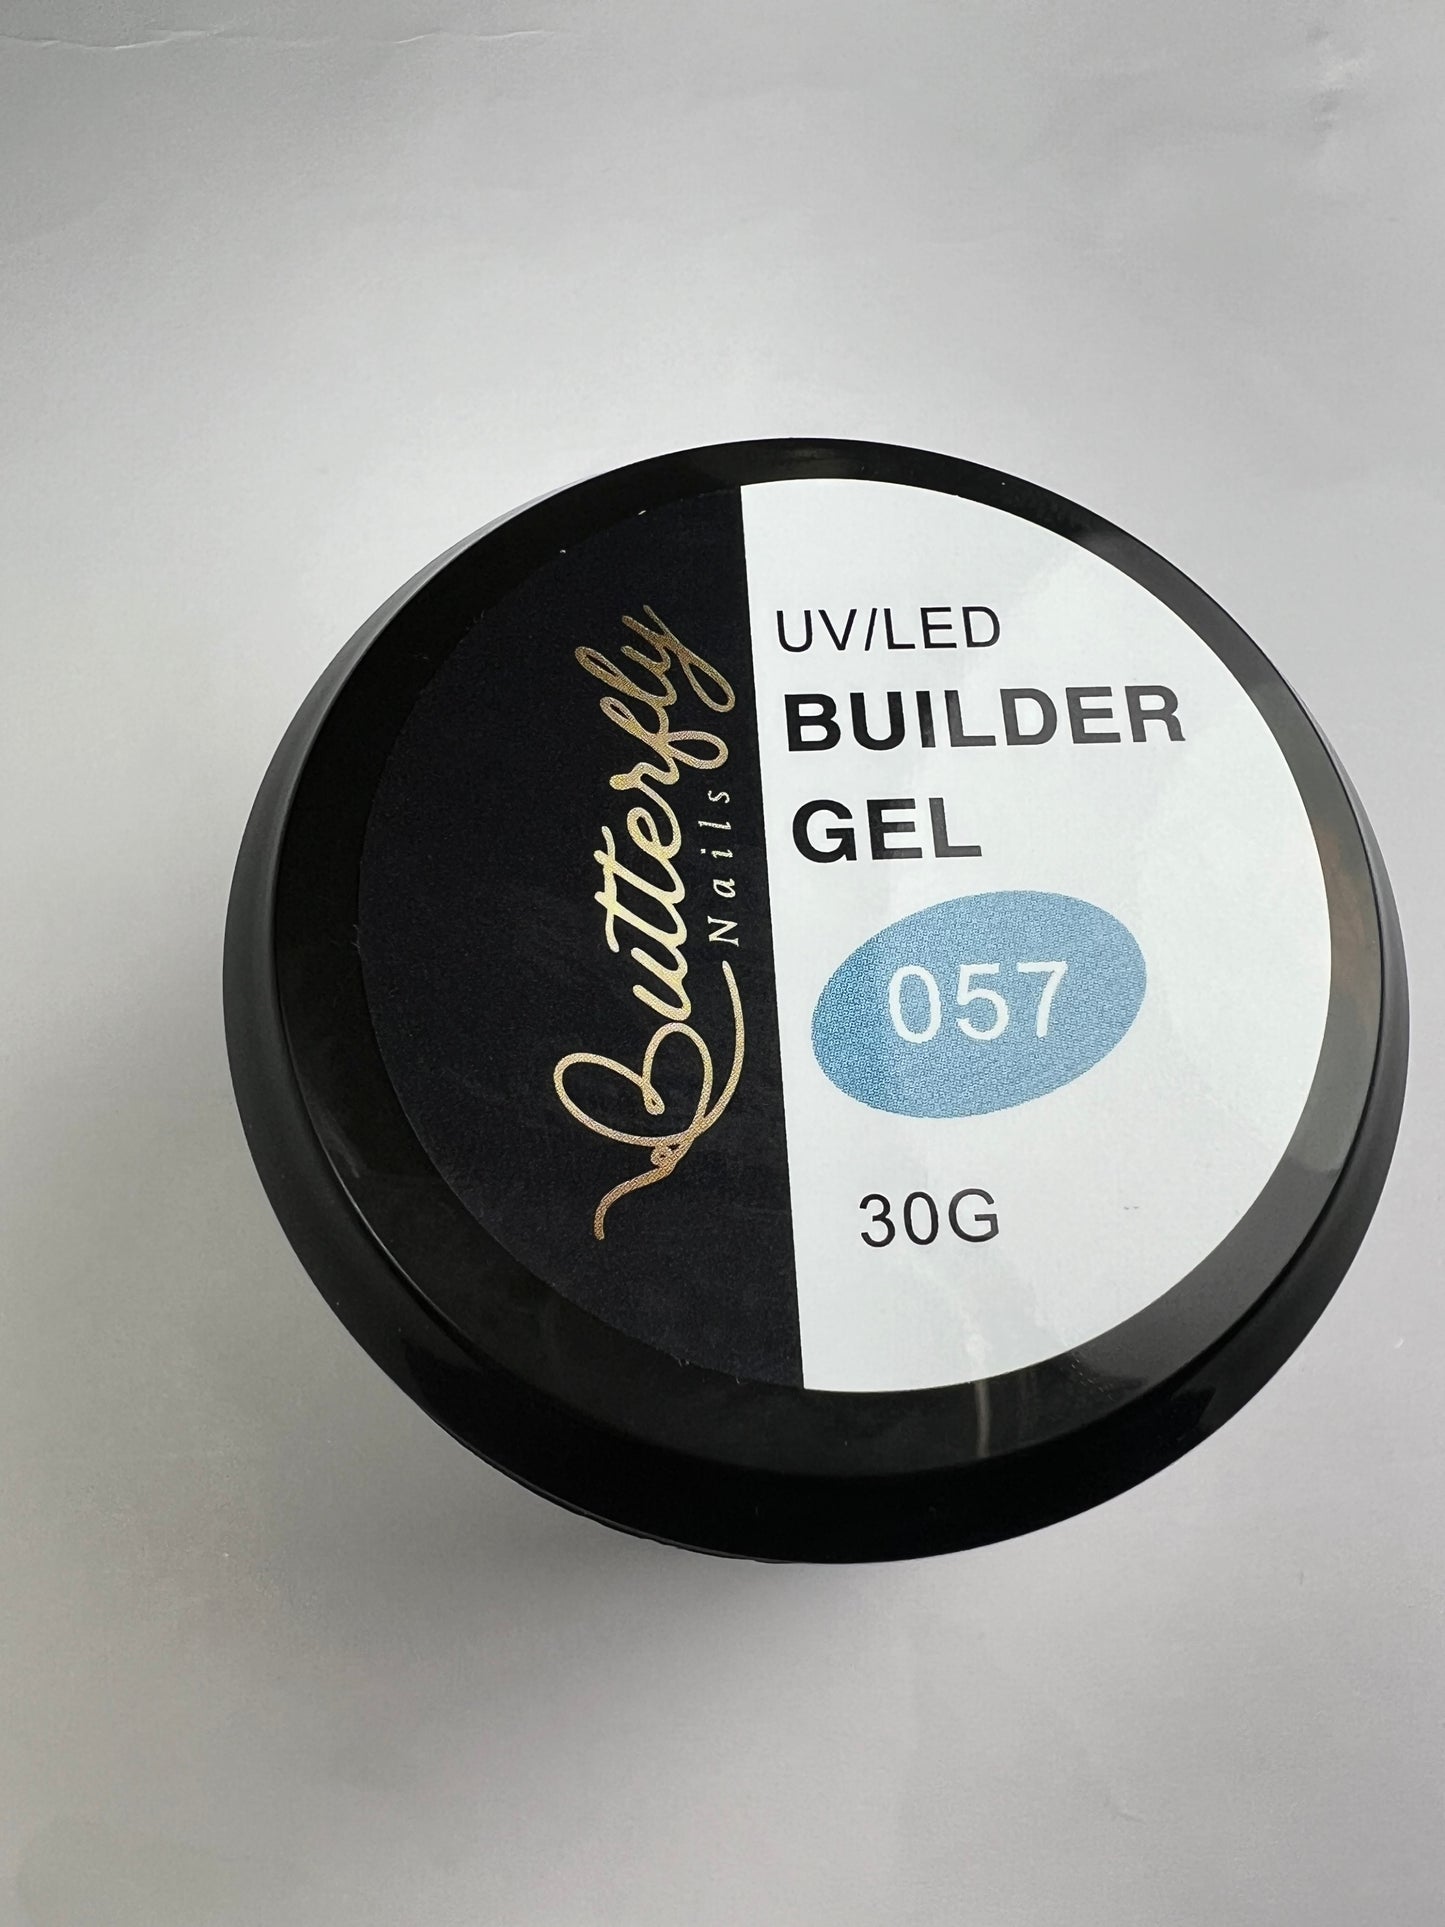 Butterfly
Nails
UV/LED
BUILDER
GEL
057
30G